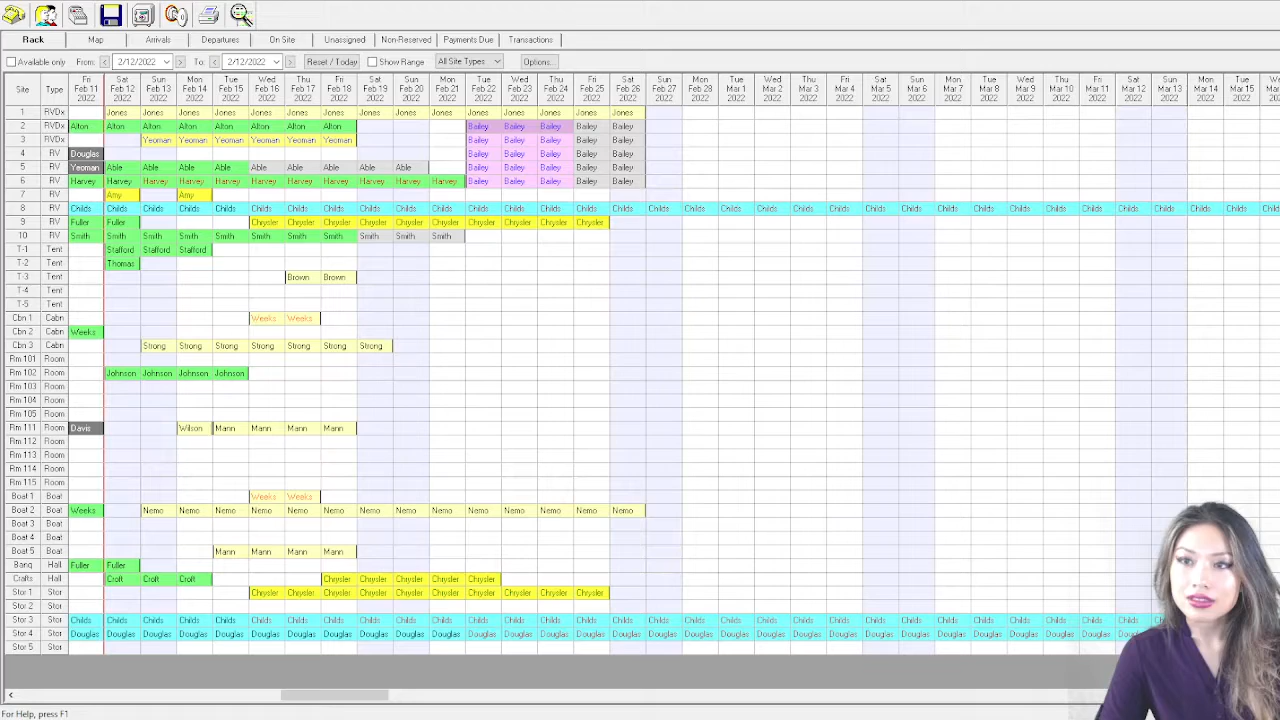 Rack Map Arrivals Departures On Site Unassigned Non-Reserved Payments Due Transactions
Available only From: < 2/12/2022 > To: < 2/12/2022 > Reset / Today Show Range All Site Types Options...
Fri Sat Sun Mon Tue Wed Thu Fri Sat Sun Mon Tue Wed Thu Fri Sat Sun Mon Tue Wed Thu Fri Sat Sun Mon Tue Wed Thu Fri Sat Sun Mon Tue Wed
Site Type Feb 11 Feb 12 Feb 13 Feb 14 Feb 15 Feb 16 Feb 17 Feb 18 Feb 19 Feb 20 Feb 21 Feb 22 Feb 23 Feb 24 Feb 25 Feb 26 Feb 27 Feb 28 Mar 1 Mar 2 Mar 3 Mar 4 Mar 5 Mar 6 Mar 7 Mar 8 Mar 9 Mar 10 Mar 11 Mar 12 Mar 13 Mar 14 Mar 15
2022 2022 2022 2022 2022 2022 2022 2022 2022 2022 2022 2022 2022 2022 2022 2022 2022 2022 2022 2022 2022 2022 2022 2022 2022 2022 2022 2022 2022 2022 2022 2022 2022
1 RVDx Jones Jones Jones Jones Jones Jones Jones Jones Jones Jones Jones Jones Jones Jones Jones
2 RVDx Alton Alton Alton Alton Alton Alton Alton Alton Bailey Bailey Bailey Bailey Bailey
3 RVDx Yeoman Yeoman Yeoman Yeoman Yeoman Yeoman Bailey Bailey Bailey Bailey Bailey
4 RV Douglas Bailey Bailey Bailey Bailey Bailey
5 RV Yeoman Able Able Able Able Able Able Able Able Able Bailey Bailey Bailey Bailey Bailey
6 RV Harvey Harvey Harvey Harvey Harvey Harvey Harvey Harvey Harvey Harvey Harvey Bailey Bailey Bailey Bailey Bailey
7 RV Amy Amy
8 RV Childs Childs Childs Childs Childs Childs Childs Childs Childs Childs Childs Childs Childs Childs Childs Childs Childs Childs Childs Childs Childs Childs Childs Childs Childs Childs Childs Childs Childs Childs Childs Childs Childs Childs
9 RV Fuller Fuller Chrysler Chrysler Chrysler Chrysler Chrysler Chrysler Chrysler Chrysler Chrysler Chrysler
10 RV Smith Smith Smith Smith Smith Smith Smith Smith Smith Smith Smith
T-1 Tent Stafford Stafford Stafford
T-2 Tent Thomas
T-3 Tent Brown Brown
T-4 Tent
T-5 Tent
Cbn 1 Cabn Weeks Weeks
Cbn 2 Cabn Weeks
Cbn 3 Cabn Strong Strong Strong Strong Strong Strong Strong
Rm 101 Room
Rm 102 Room Johnson Johnson Johnson Johnson
Rm 103 Room
Rm 104 Room
Rm 105 Room
Rm 111 Room Davis Wilson Mann Mann Mann Mann
Rm 112 Room
Rm 113 Room
Rm 114 Room
Rm 115 Room
Boat 1 Boat Weeks Weeks
Boat 2 Boat Weeks Nemo Nemo Nemo Nemo Nemo Nemo Nemo Nemo Nemo Nemo Nemo Nemo Nemo Nemo
Boat 3 Boat
Boat 4 Boat
Boat 5 Boat Mann Mann Mann Mann
Banq Hall Fuller Fuller
Crafts Hall Croft Croft Croft Chrysler Chrysler Chrysler Chrysler Chrysler
Stor 1 Stor Chrysler Chrysler Chrysler Chrysler Chrysler Chrysler Chrysler Chrysler Chrysler Chrysler
Stor 2 Stor
Stor 3 Stor Childs Childs Childs Childs Childs Childs Childs Childs Childs Childs Childs Childs Childs Childs Childs Childs Childs Childs Childs Childs Childs Childs Childs Childs Childs Childs Childs Childs Childs Childs
Stor 4 Stor Douglas Douglas Douglas Douglas Douglas Douglas Douglas Douglas Douglas Douglas Douglas Douglas Douglas Douglas Douglas Douglas Douglas Douglas Douglas Douglas Douglas Douglas Douglas Douglas Douglas Douglas Douglas Douglas Douglas
Stor 5 Stor
For Help, press F1